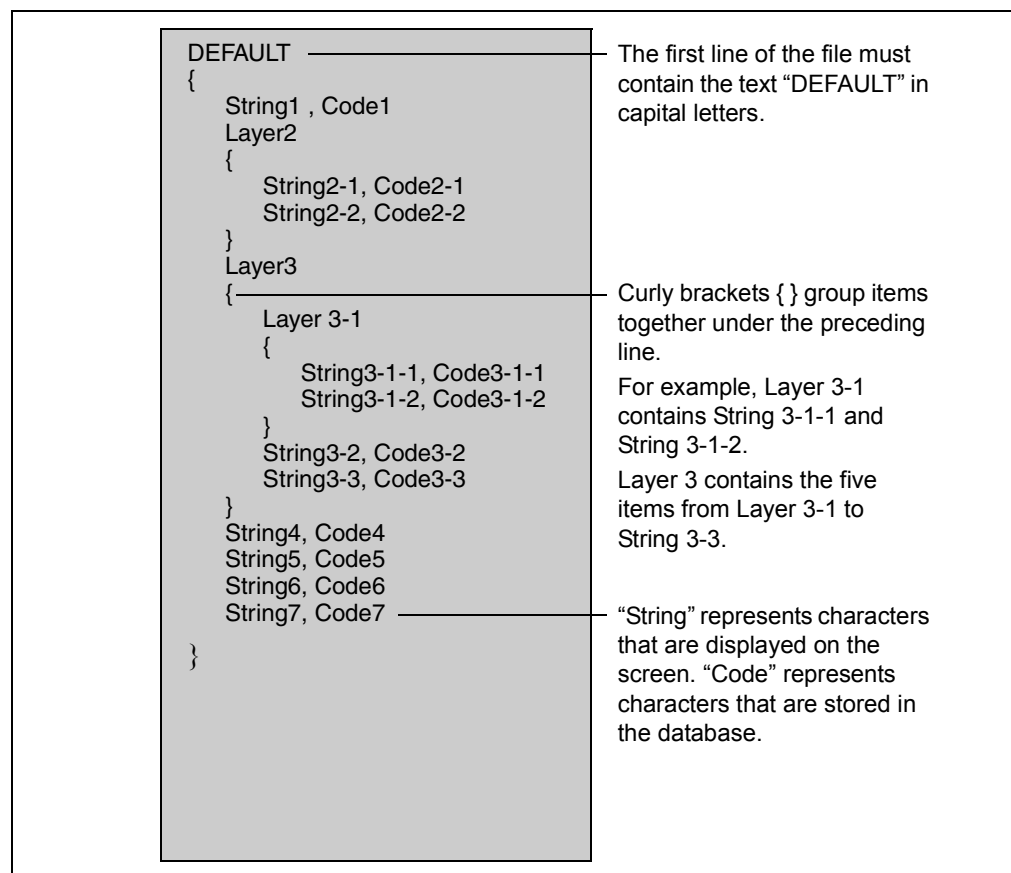 DEFAULT
{
String1 , Code1
Layer2
{
String2-1, Code2-1
String2-2, Code2-2
}
Layer3
{
Layer 3-1
{
String3-1-1, Code3-1-1
String3-1-2, Code3-1-2
}
String3-2, Code3-2
String3-3, Code3-3
}
String4, Code4
String5, Code5
String6, Code6
String7, Code7
}
The first line of the file must
contain the text “DEFAULT” in
capital letters.
Curly brackets { } group items
together under the preceding
line.
For example, Layer 3-1
contains String 3-1-1 and
String 3-1-2.
Layer 3 contains the five
items from Layer 3-1 to
String 3-3.
“String” represents characters
that are displayed on the
screen. “Code” represents
characters that are stored in
the database.